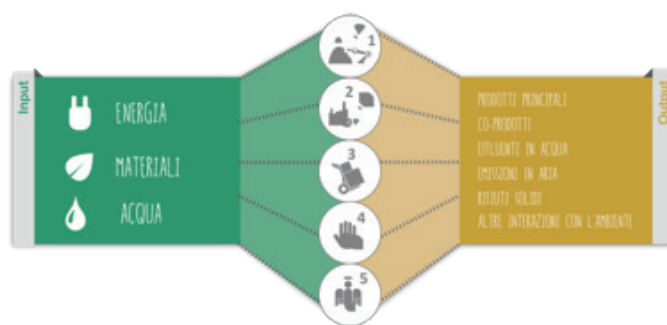 Input
ENERGIA
MATERIALI
ACQUA
1
2
3
4
5
PRODOTTI PRINCIPALI
CO-PRODOTTI
EFFLUENTI IN ACQUA
EMISSIONI IN ARIA
RIFIUTI SOLIDI
ALTRE INTERAZIONI CON L'AMBIENTE
Output